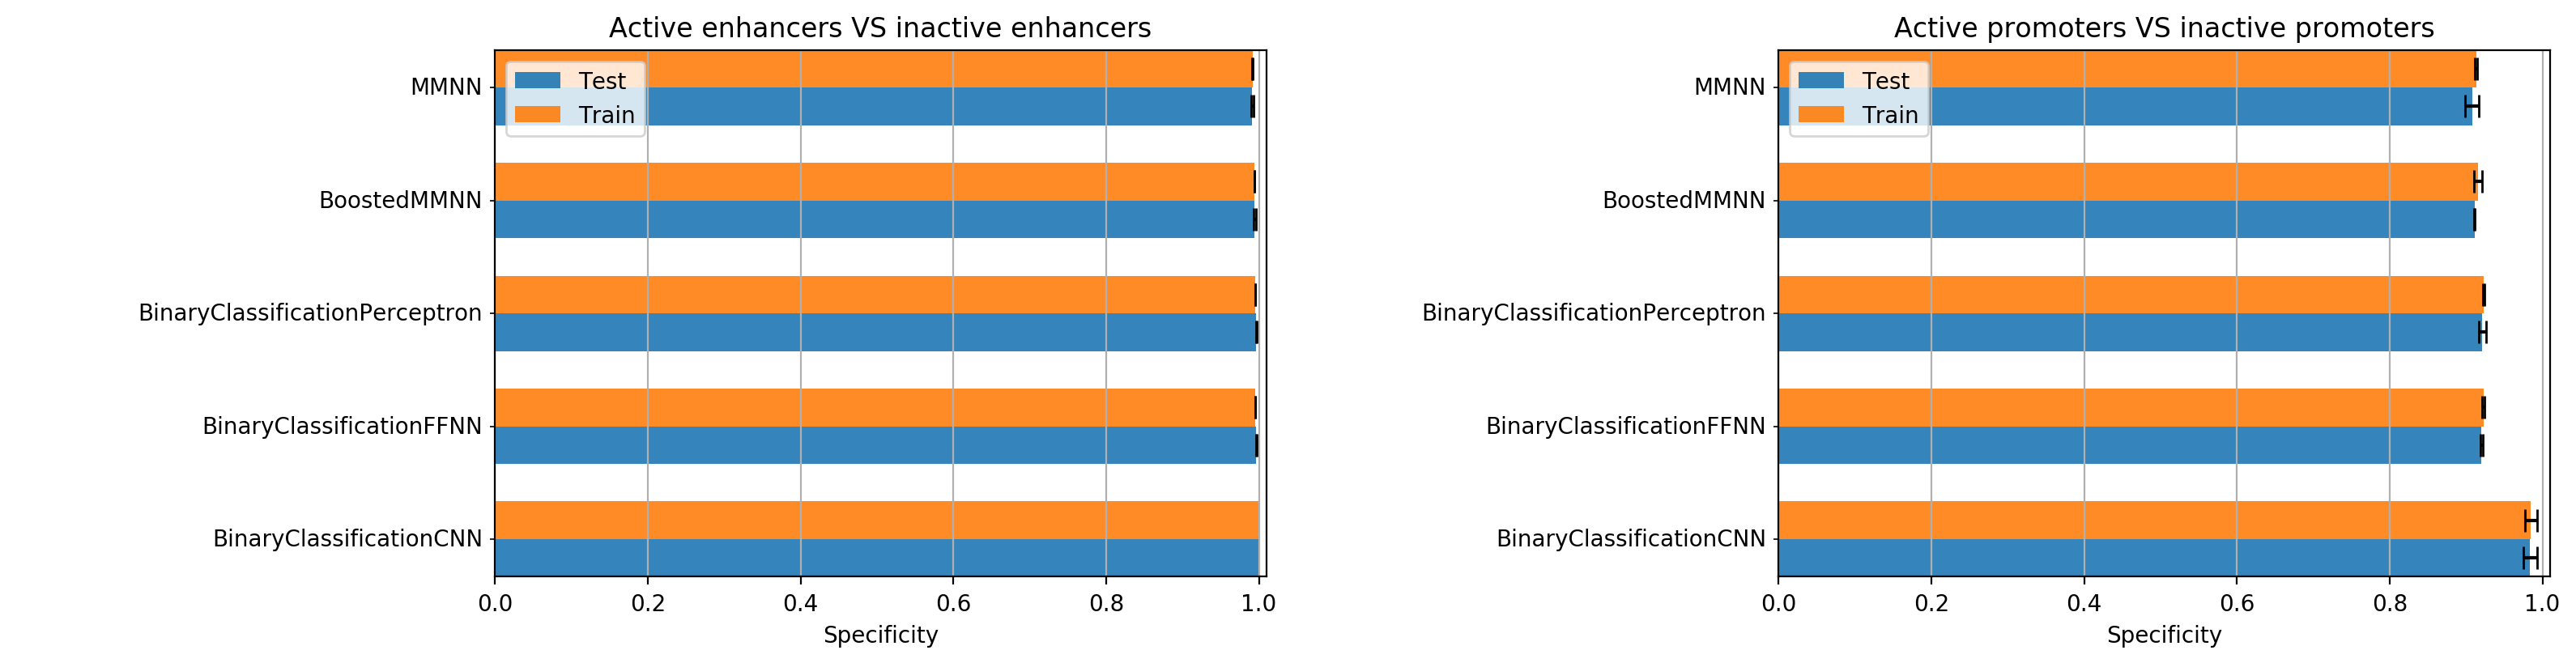 Active enhancers VS inactive enhancers
MMNN
BoostedMMNN
BinaryClassificationPerceptron
BinaryClassificationFFNN
BinaryClassificationCNN
Test
Train
0.0 0.2 0.4 0.6 0.8 1.0
Specificity
Active promoters VS inactive promoters
MMNN
BoostedMMNN
BinaryClassificationPerceptron
BinaryClassificationFFNN
BinaryClassificationCNN
Test
Train
0.0 0.2 0.4 0.6 0.8 1.0
Specificity